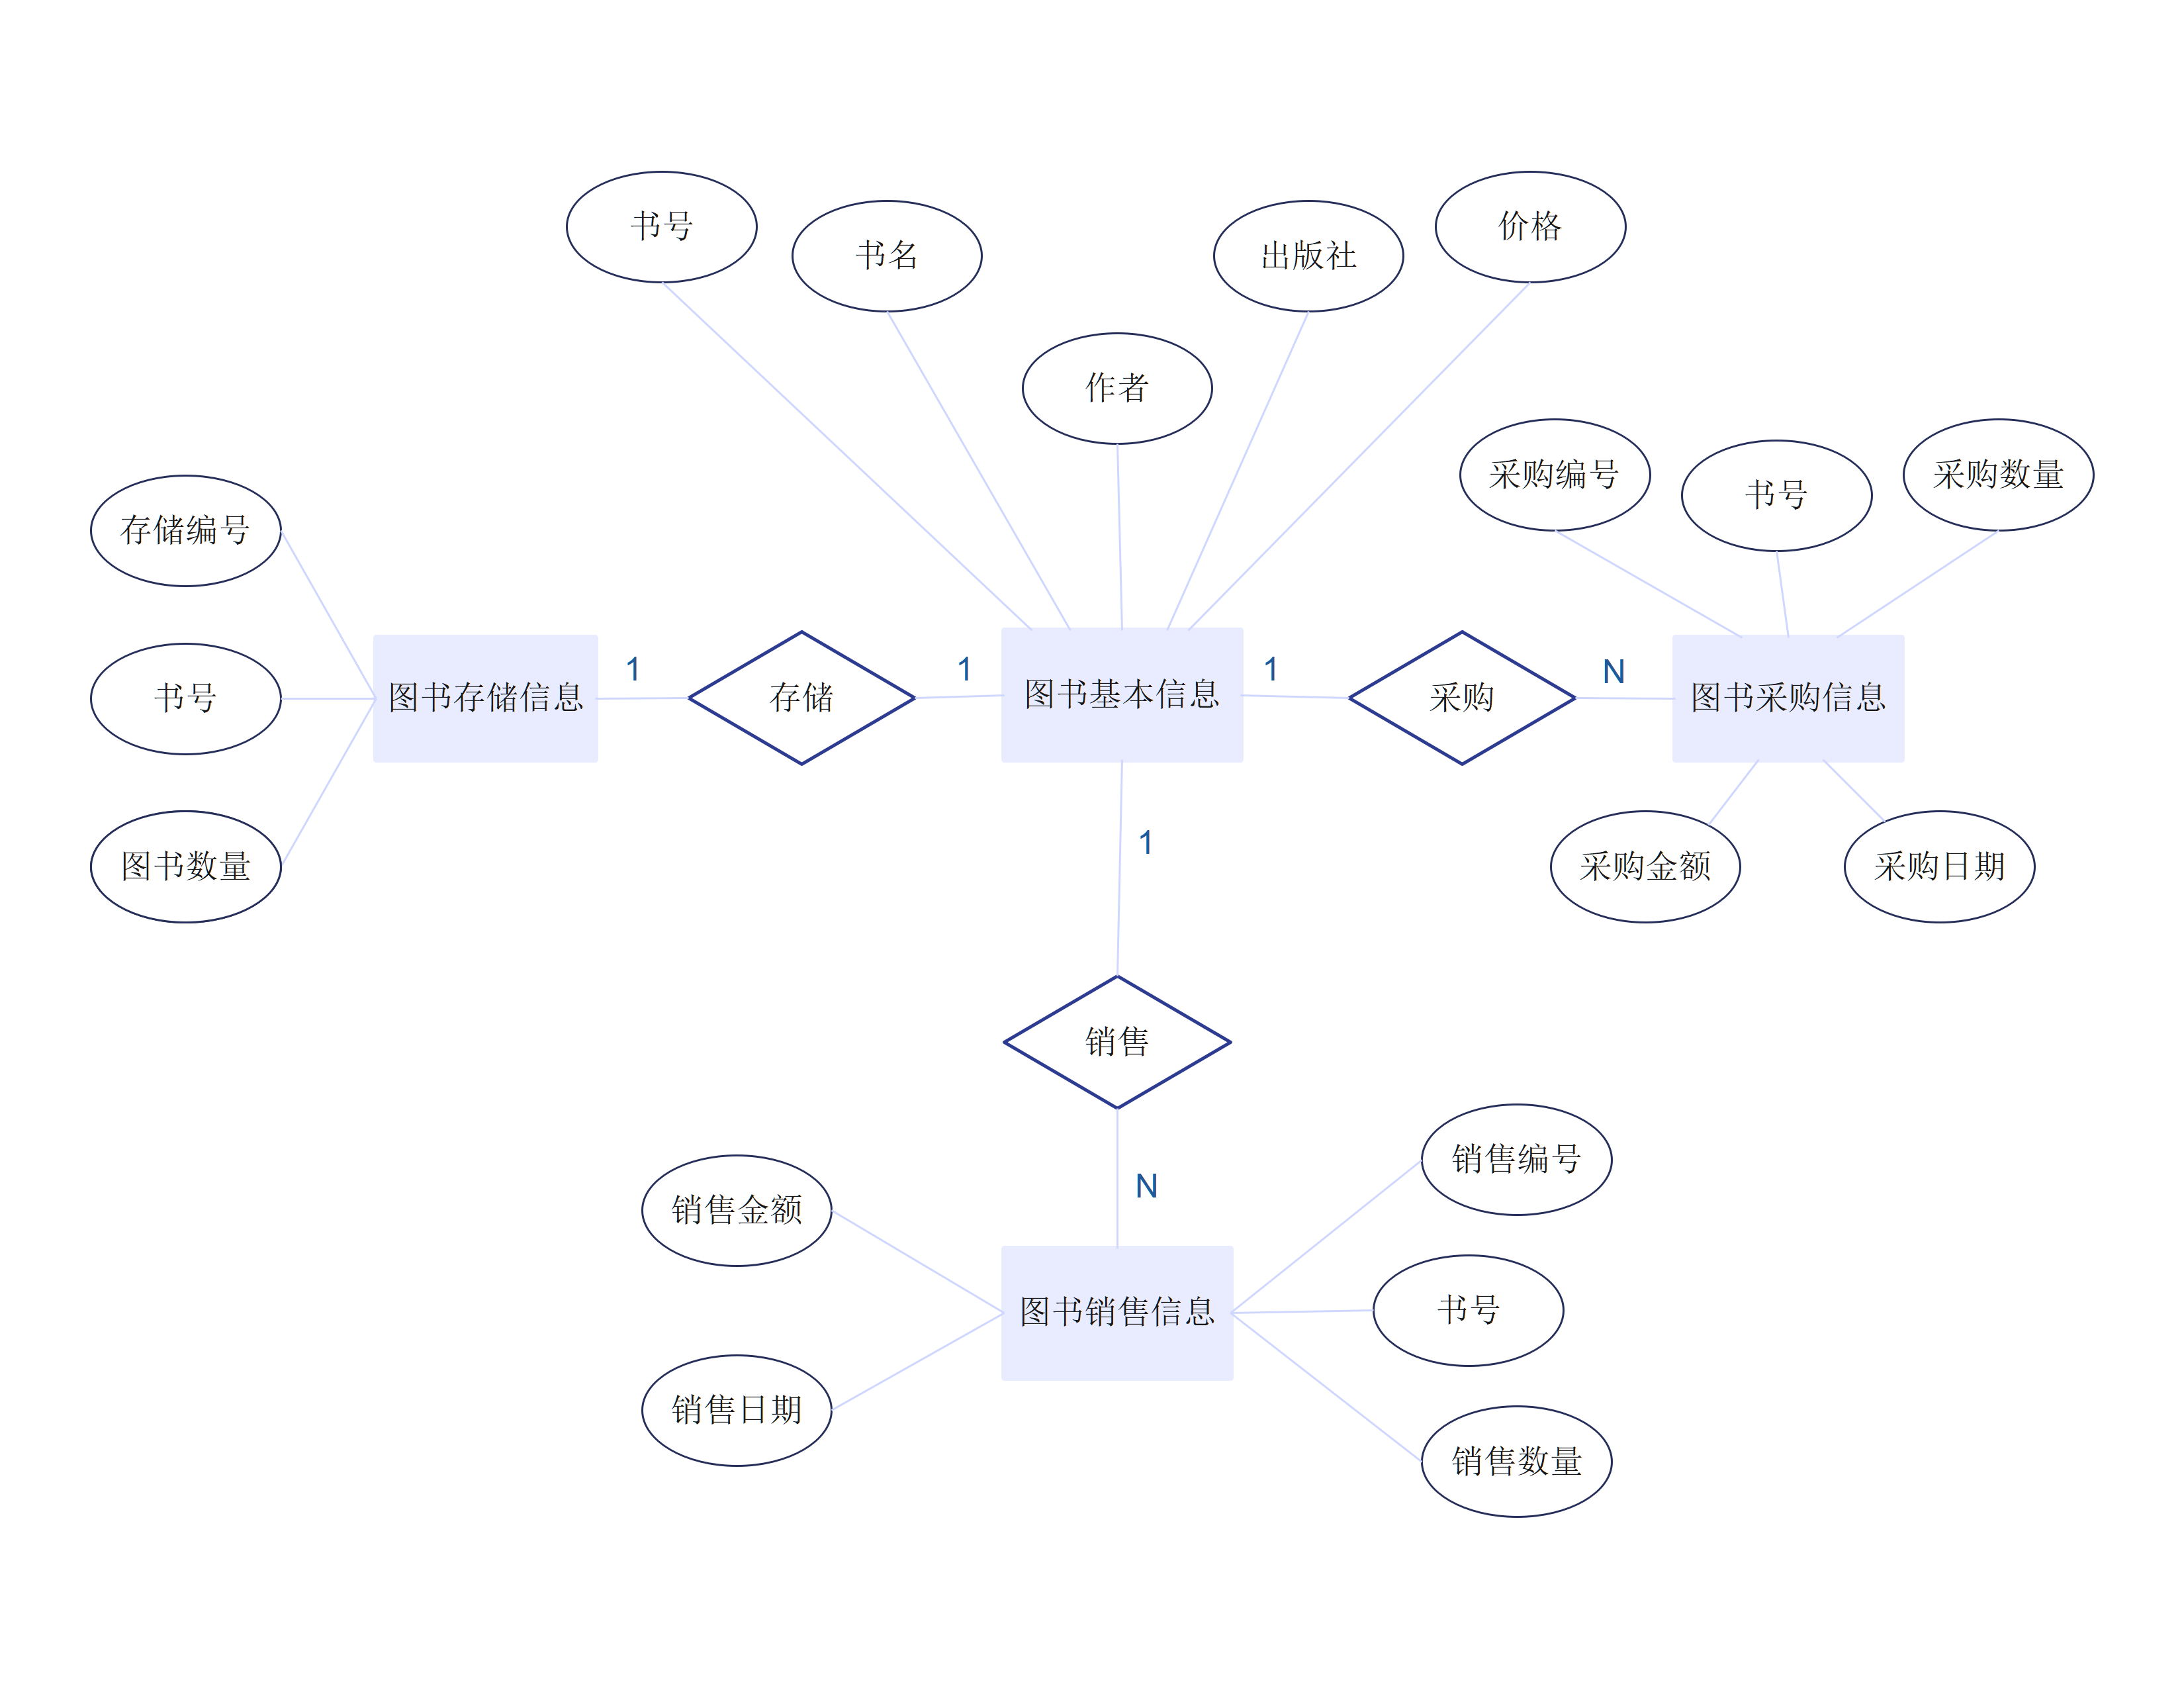 书号
价格
书名
出版社
作者
采购编号
书号
采购数量
存储编号
书号
图书数量
图书存储信息
1
存储
1
图书基本信息
1
采购
N
图书采购信息
采购金额
采购日期
1
销售
N
销售金额
销售日期
图书销售信息
销售编号
书号
销售数量